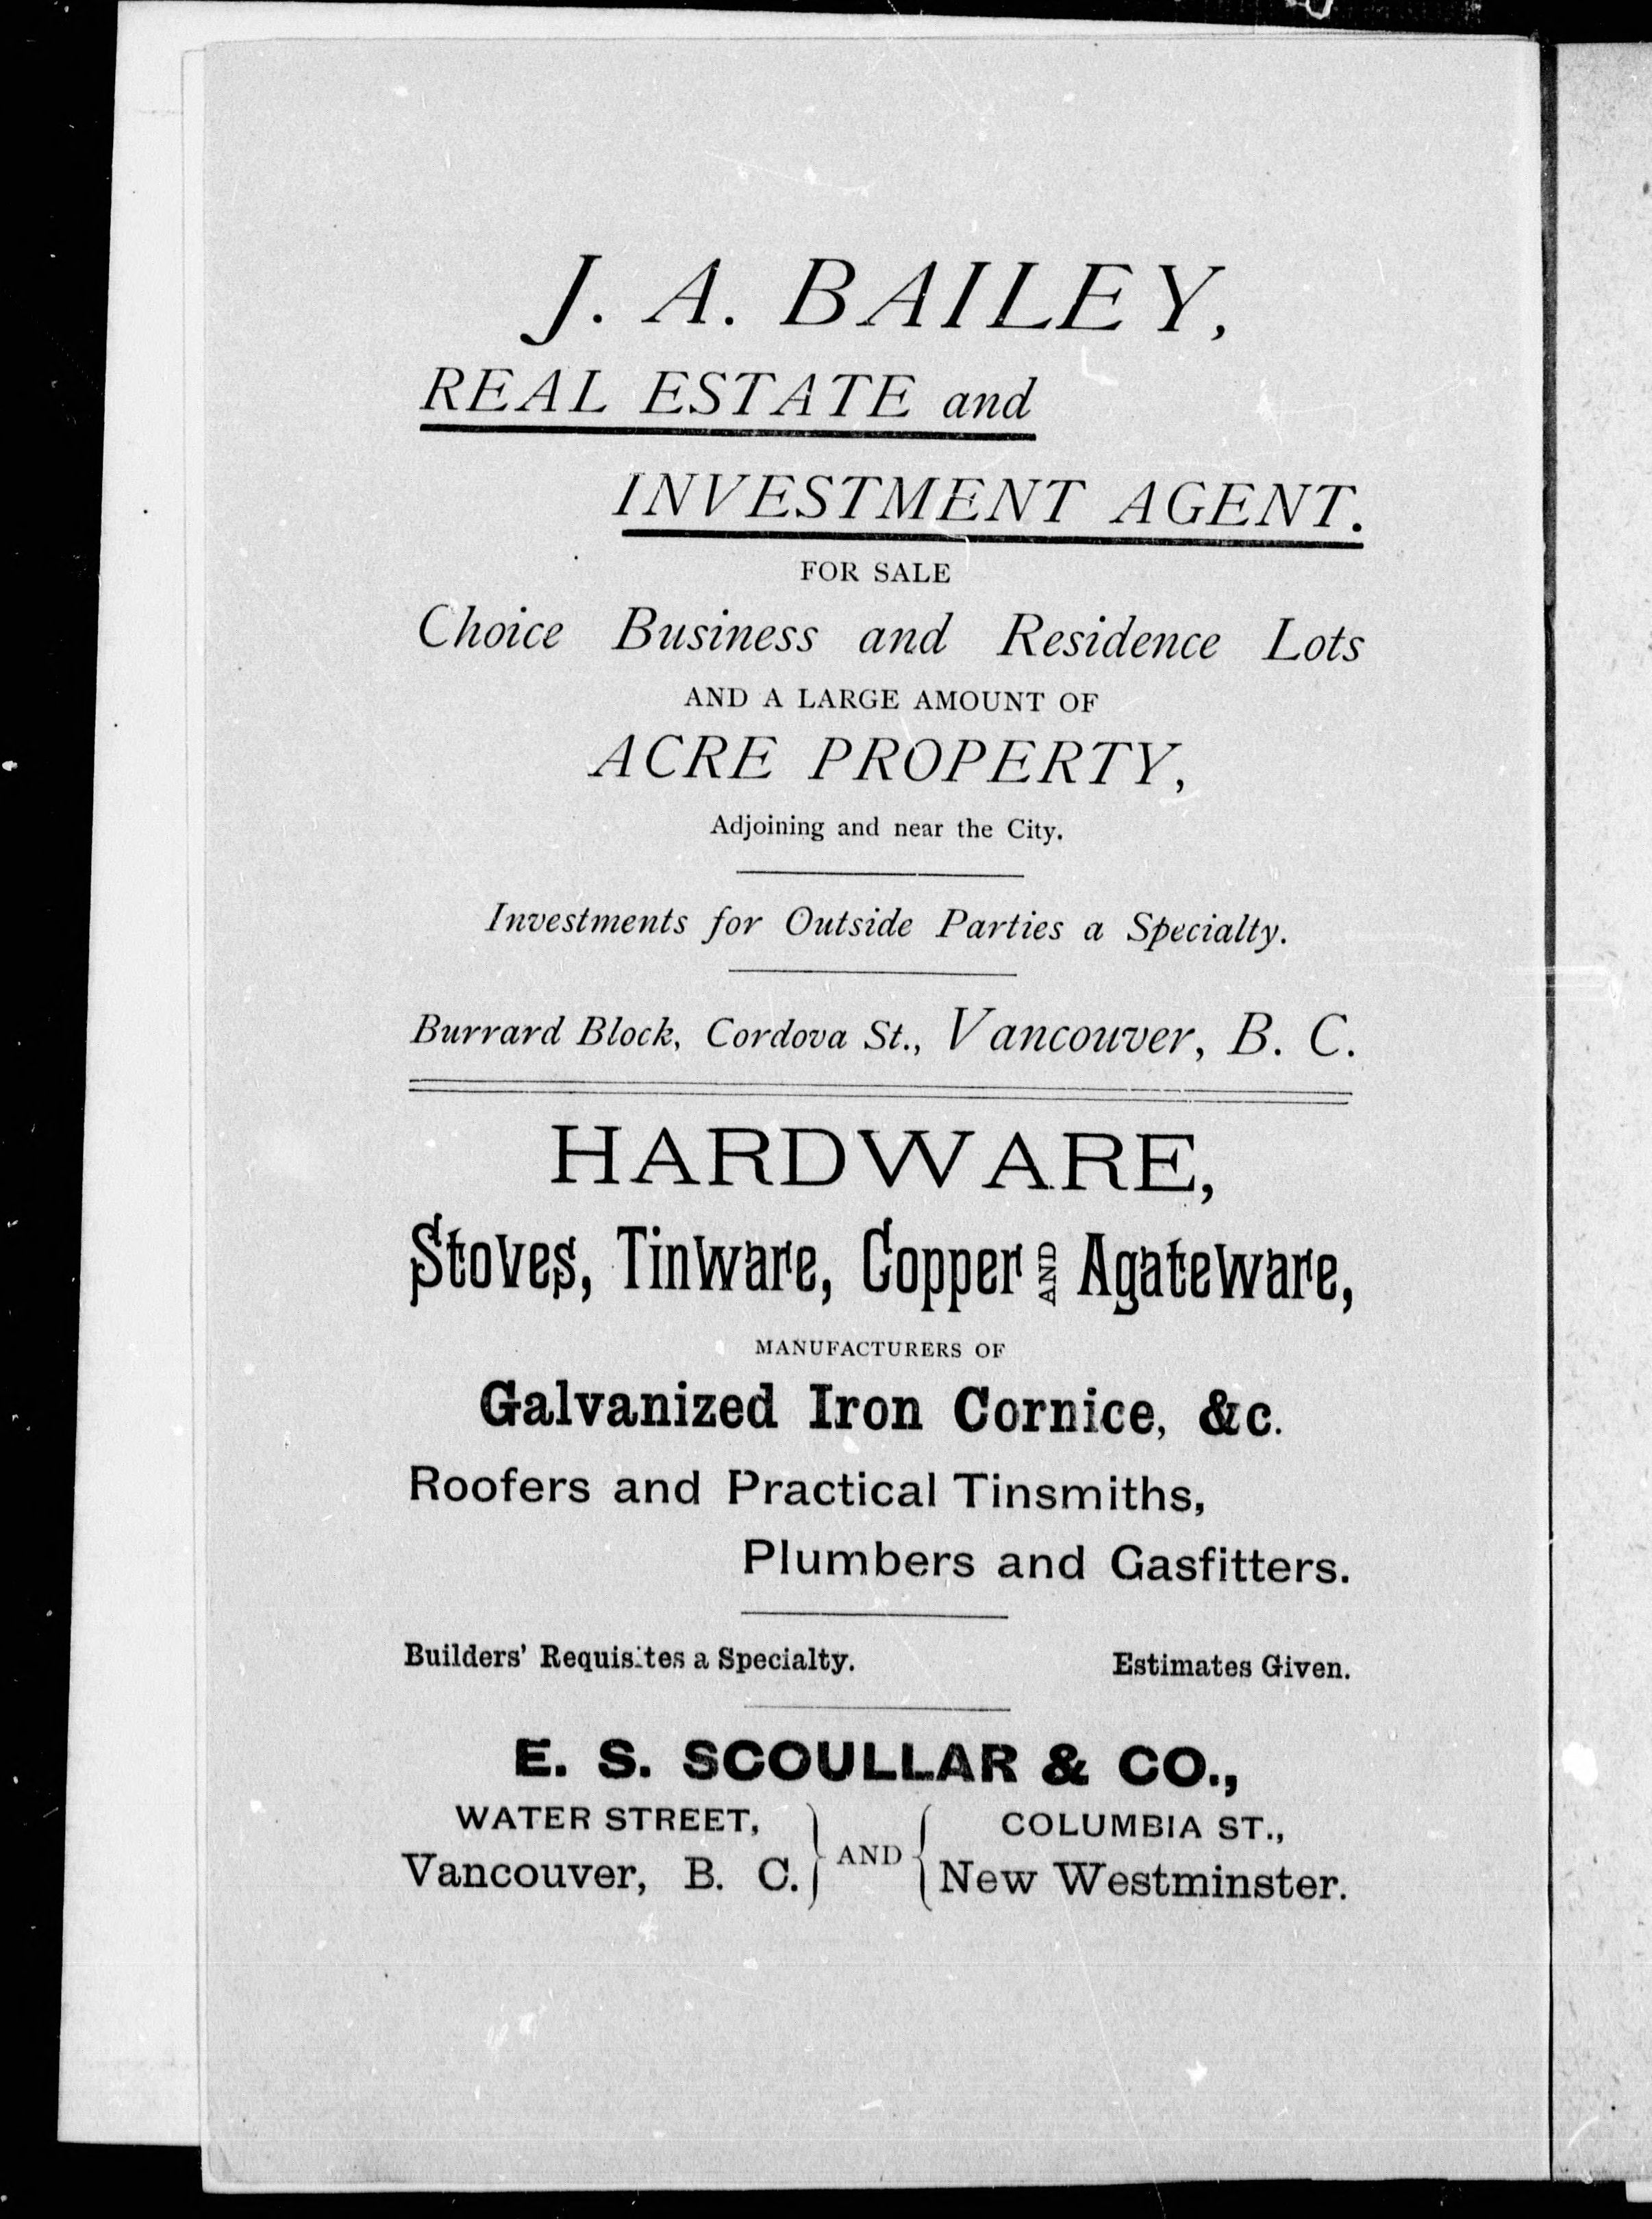 J. A. BAILEY,
REAL ESTATE and
INVESTMENT AGENT.
FOR SALE
Choice Business and Residence Lots
AND A LARGE AMOUNT OF
ACRE PROPERTY,
Adjoining and near the City.
Investments for Outside Parties a Specialty.
Burrard Block, Cordova St., Vancouver, B. C.
HARDWARE,
Stoves, Tinware, Copper AND Agateware,
MANUFACTURERS OF
Galvanized Iron Cornice, &c.
Roofers and Practical Tinsmiths,
Plumbers and Gasfitters.
Builders' Requisites a Specialty. Estimates Given.
E. S. SCOULLAR & CO.,
WATER STREET, COLUMBIA ST.,
Vancouver, B. C. } AND { New Westminster.